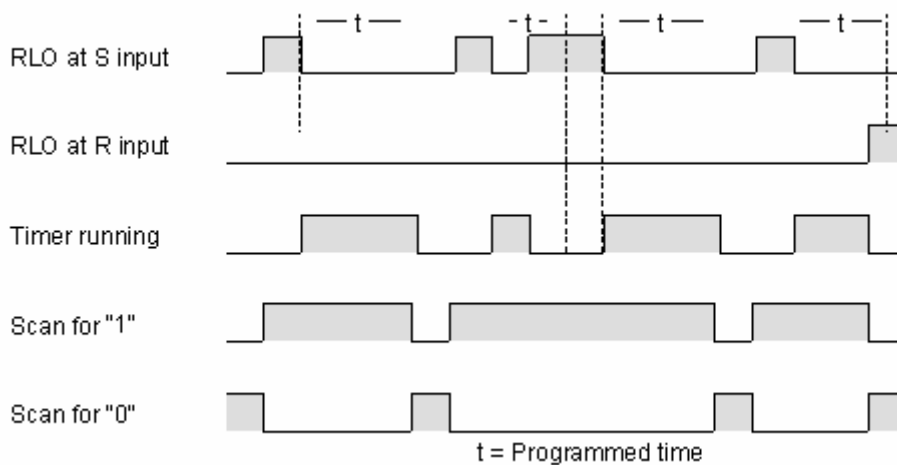 — t —
- t -
— t —
— t —
RLO at S input
RLO at R input
Timer running
Scan for "1"
Scan for "0"
t = Programmed time